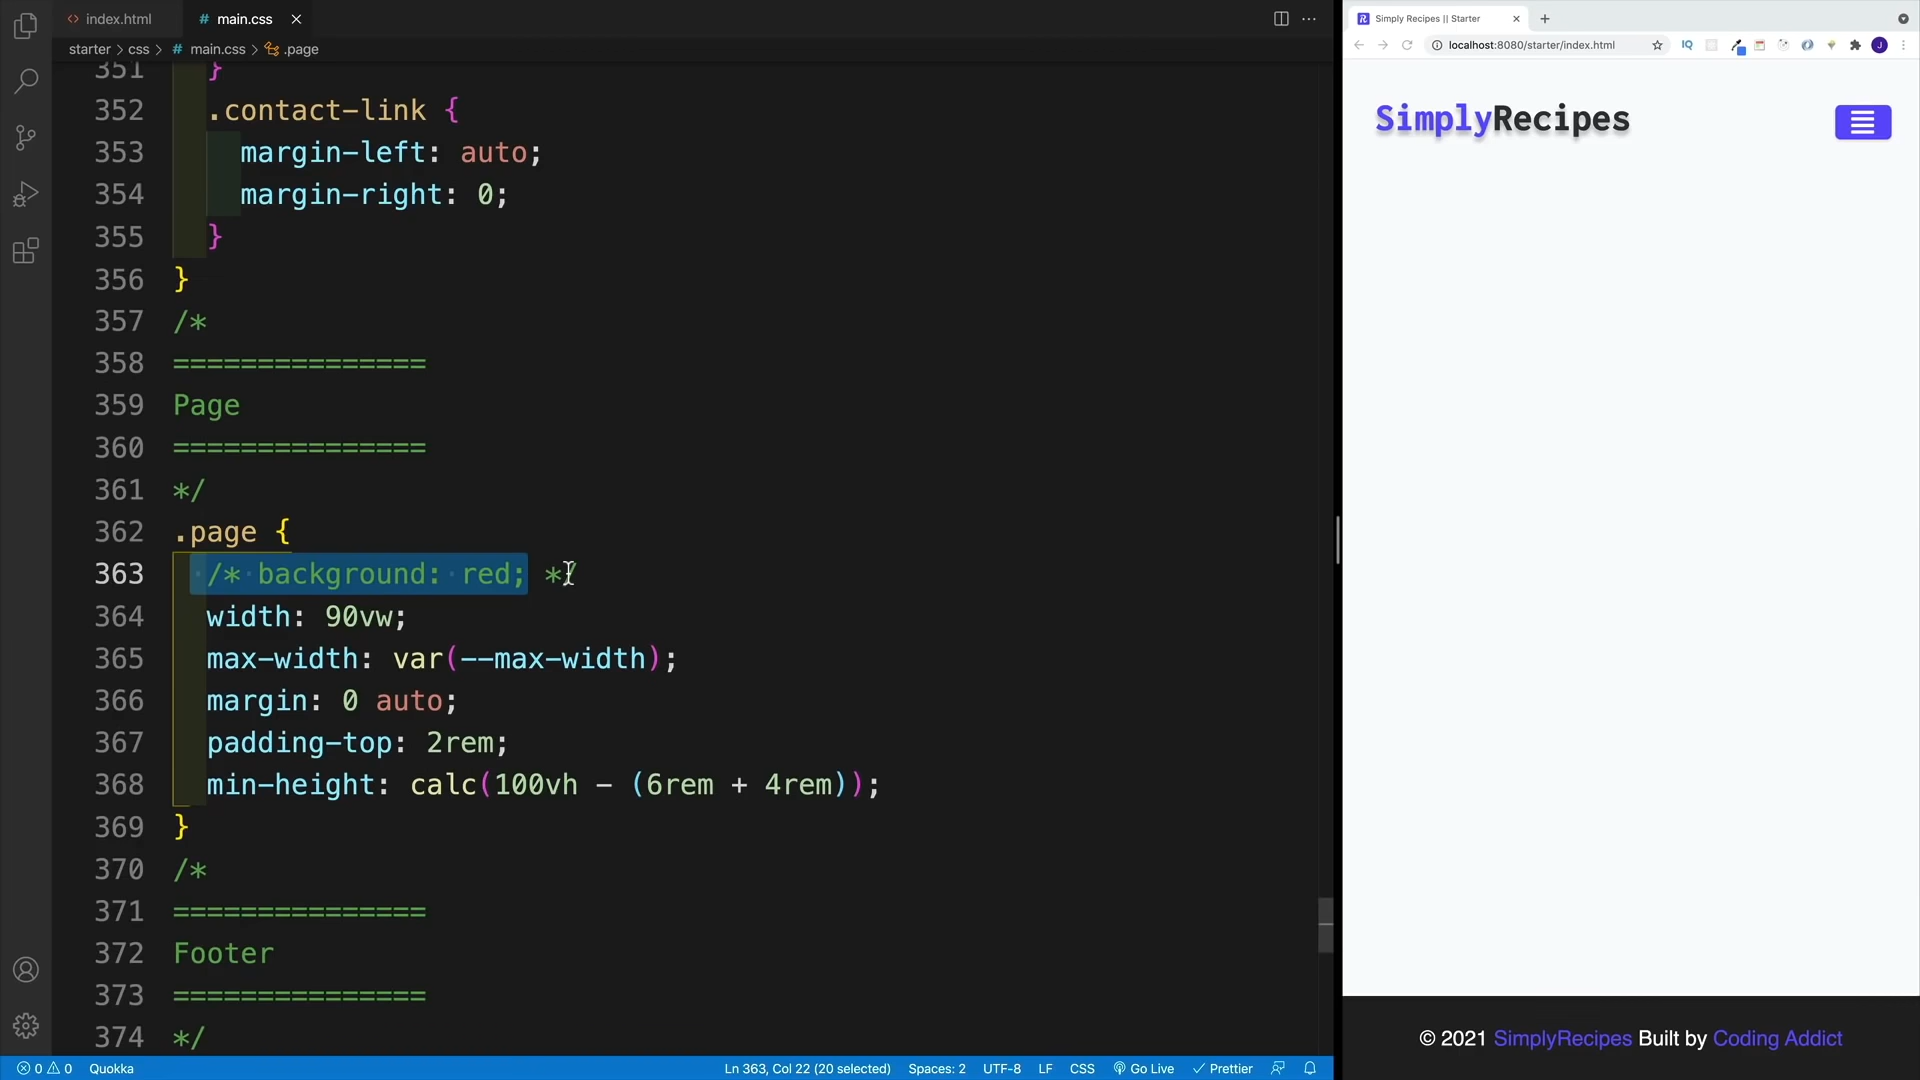 index.html
# main.css
starter > css > # main.css > .page
Simply Recipes || Starter
localhost:8080/starter/index.html
IQ
J
351 }
352 .contact-link {
353 margin-left: auto;
354 margin-right: 0;
355 }
356 }
357 /*
358 ===============
359 Page
360 ===============
361 */
362 .page {
363 /* background: red; */
364 width: 90vw;
365 max-width: var(--max-width);
366 margin: 0 auto;
367 padding-top: 2rem;
368 min-height: calc(100vh - (6rem + 4rem));
369 }
370 /*
371 ===============
372 Footer
373 ===============
374 */
SimplyRecipes
© 2021 SimplyRecipes Built by Coding Addict
0 0 Quokka
Ln 363, Col 22 (20 selected) Spaces: 2 UTF-8 LF CSS Go Live Prettier